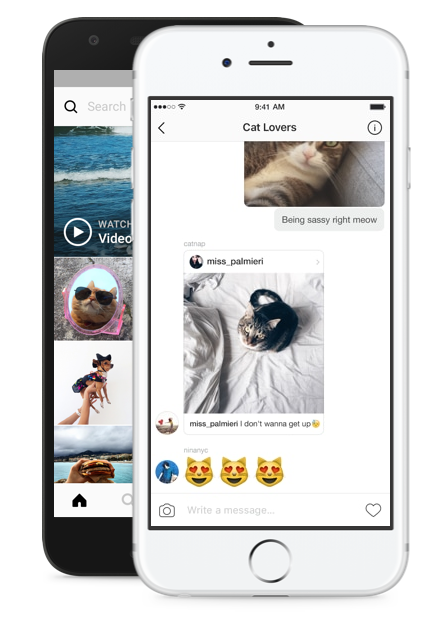 Search
WATCH
Video
9:41 AM
Cat Lovers
Being sassy right meow
catnap
miss_palmieri
miss_palmieri I don't wanna get up
ninanyc
Write a message...